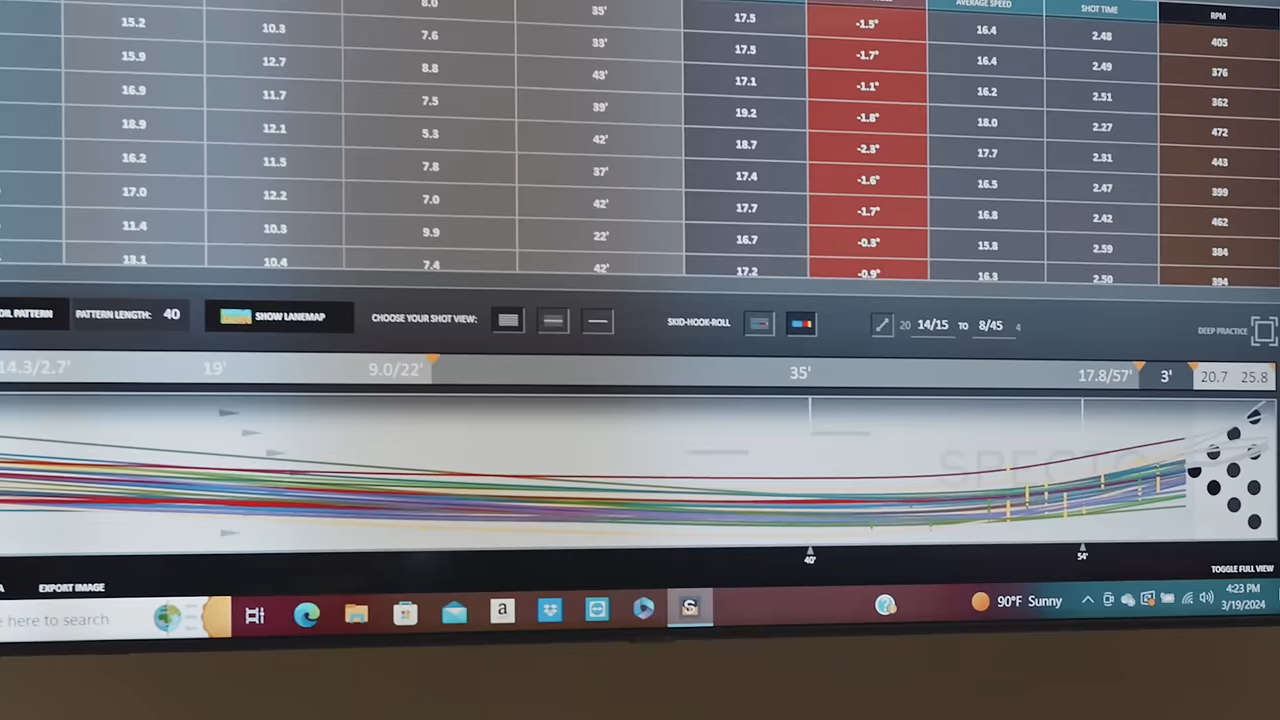 AVERAGE SPEED SHOT TIME RPM
8.0 35' 17.5 -1.5° 16.4 2.48 405
15.2 10.3 7.6 33' 17.5 -1.7° 16.4 2.49 376
15.9 12.7 8.8 43' 17.1 -1.1° 16.2 2.51 362
16.9 11.7 7.5 39' 19.2 -1.8° 18.0 2.27 472
18.9 12.1 5.3 42' 18.7 -2.3° 17.7 2.31 443
16.2 11.5 7.8 37' 17.4 -1.6° 16.5 2.47 399
17.0 12.2 7.0 42' 17.7 -1.7° 16.8 2.42 462
11.4 10.3 9.9 22' 16.7 -0.3° 15.8 2.59 384
13.1 10.4 7.4 42' 17.2 -0.9° 16.3 2.50 394
OIL PATTERN PATTERN LENGTH: 40 SHOW LANEMAP CHOOSE YOUR SHOT VIEW: SKID-HOOK-ROLL 20 14/15 TO 8/45 4 DEEP PRACTICE
14.3/2.7' 19' 9.0/22' 35' 17.8/57' 3' 20.7 25.8
SPECTO
40' 54'
EXPORT IMAGE TOGGLE FULL VIEW
here to search a S 90°F Sunny 4:23 PM
3/19/2024